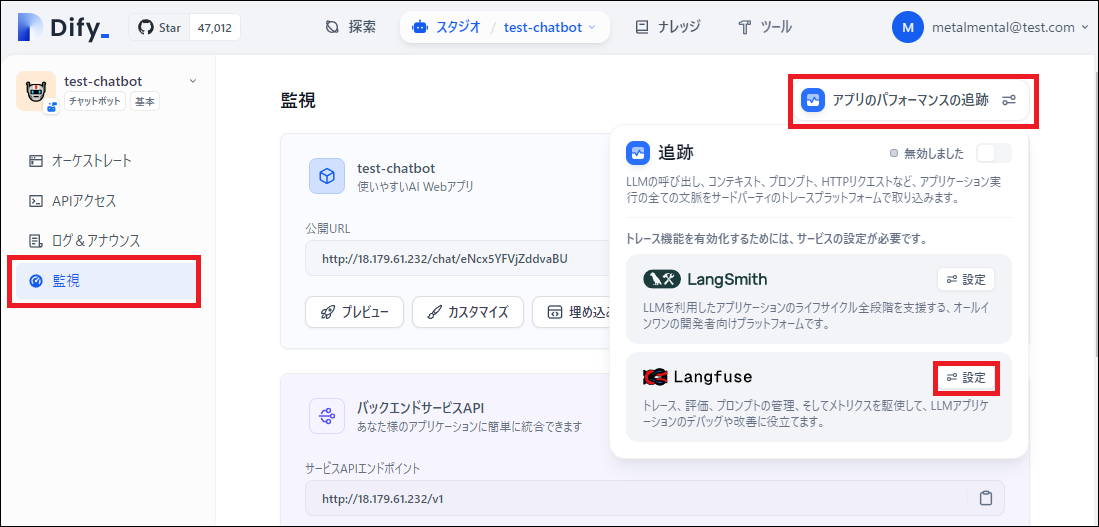 Dify_
Star 47,012
探索
スタジオ / test-chatbot
ナレッジ
ツール
M metalmental@test.com
test-chatbot
チャットボット 基本
オーケストレート
APIアクセス
ログ＆アナウンス
監視
監視
アプリのパフォーマンスの追跡
test-chatbot
使いやすいAI Webアプリ
公開URL
http://18.179.61.232/chat/eNcx5YFVjZddvaBU
プレビュー
カスタマイズ
埋め込み
追跡
無効しました
LLMの呼び出し、コンテキスト、プロンプト、HTTPリクエストなど、アプリケーション実
行の全ての文脈をサードパーティのトレースプラットフォームで取り込みます。
トレース機能を有効化するためには、サービスの設定が必要です。
LangSmith
設定
LLMを利用したアプリケーションのライフサイクル全段階を支援する、オールイ
ンワンの開発者向けプラットフォームです。
Langfuse
設定
トレース、評価、プロンプトの管理、そしてメトリクスを駆使して、LLMアプリケ
ーションのデバッグや改善に役立てます。
バックエンドサービスAPI
あなた様のアプリケーションに簡単に統合できます
サービスAPIエンドポイント
http://18.179.61.232/v1